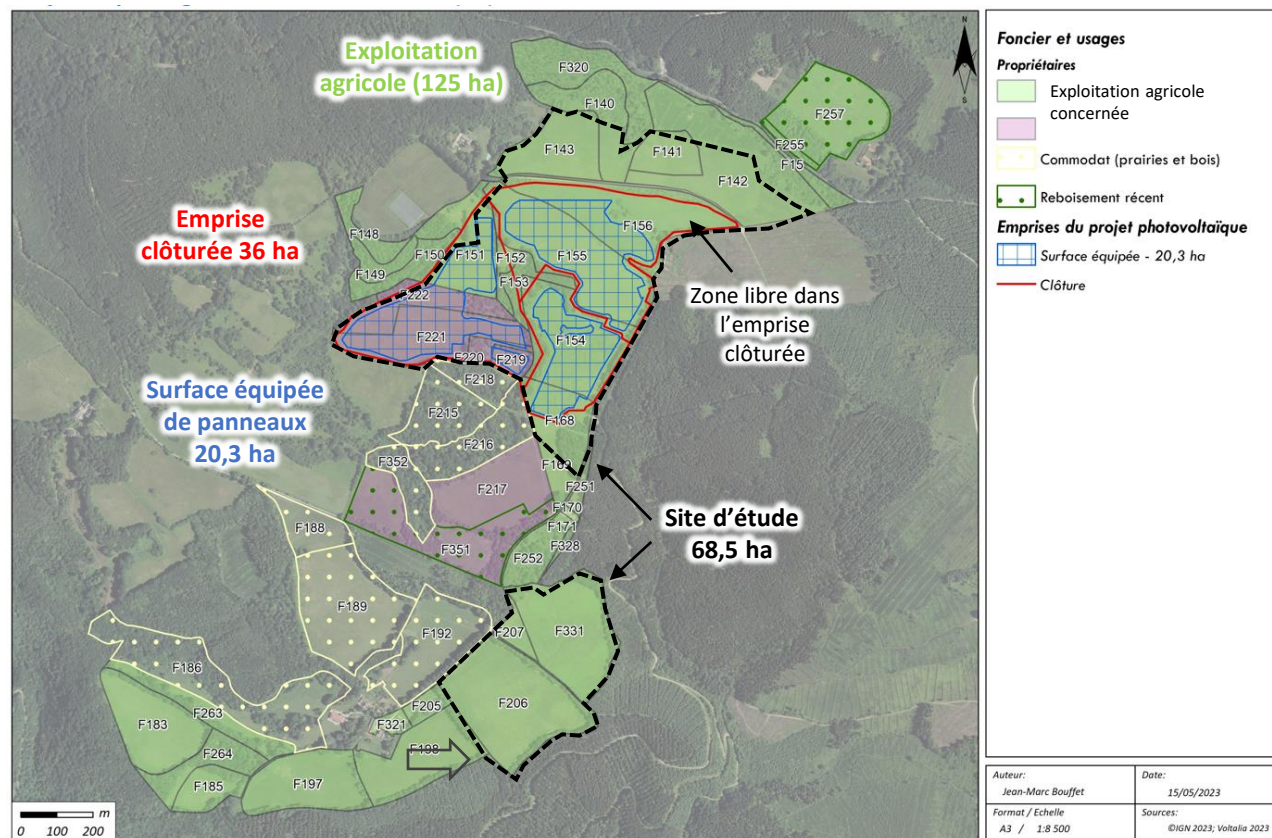 Exploitation
agricole (125 ha)
F320
F140
F257
F255
F15
F143
F141
F142
Emprise
clôturée 36 ha
F148
F149
F150
F151
F152
F153
F155
F156
F154
Zone libre dans
l'emprise
clôturée
F222
F221
F220
F219
F218
Surface équipée
de panneaux
20,3 ha
F215
F216
F168
F352
F169
F217
F251
F170
F171
F328
F351
F252
Site d'étude
68,5 ha
F188
F189
F192
F207
F331
F186
F206
F205
F321
F183
F263
F264
F185
F197
F198
N
S
m
0 100 200
Foncier et usages
Propriétaires
Exploitation agricole
concernée
Commodat (prairies et bois)
Reboisement récent
Emprises du projet photovoltaïque
Surface équipée - 20,3 ha
Clôture
Auteur:
Jean-Marc Bouffet
Date:
15/05/2023
Format / Echelle
A3 / 1:8 500
Sources:
©IGN 2023; Voltalia 2023